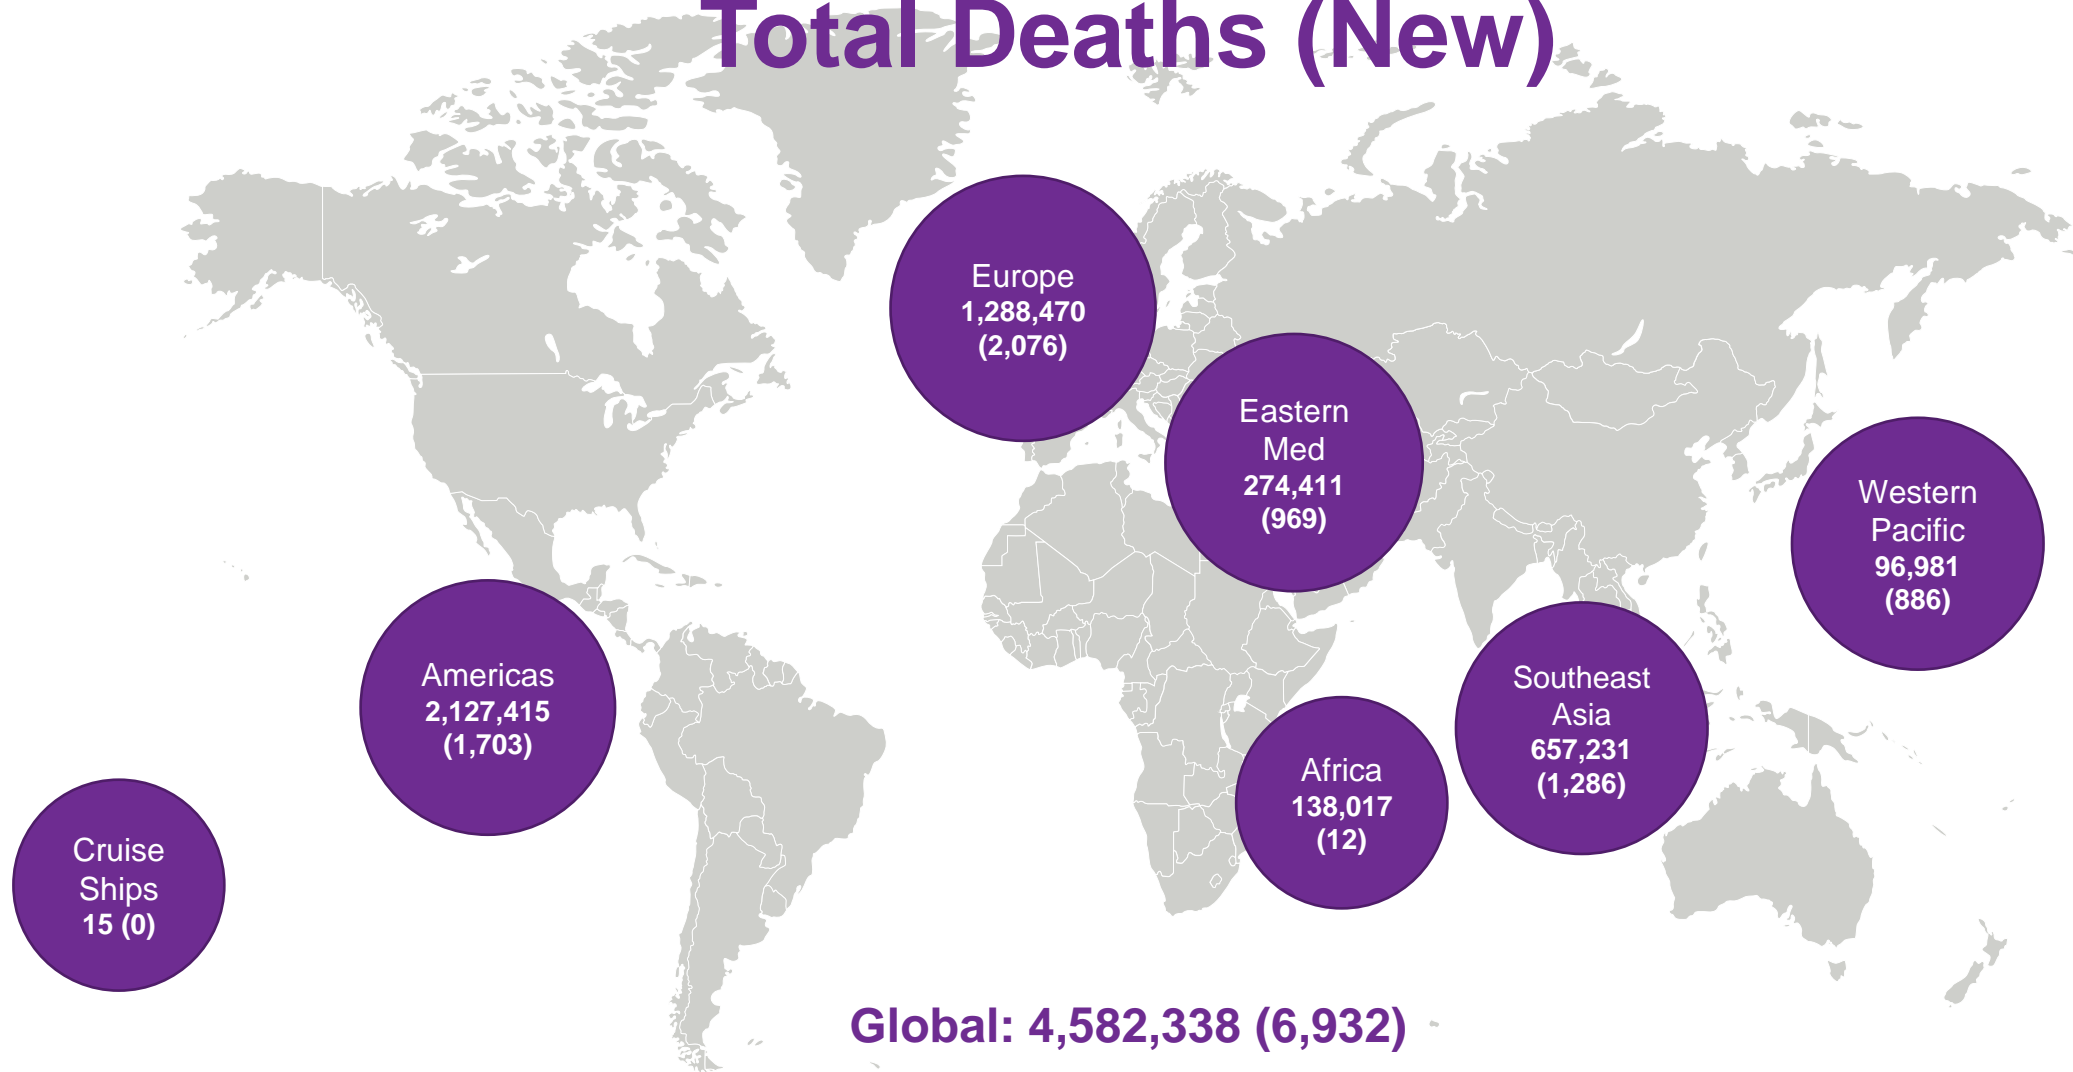 Total Deaths (New)
Europe
1,288,470
(2,076)
Eastern
Med
274,411
(969)
Western
Pacific
96,981
(886)
Americas
2,127,415
(1,703)
Southeast
Asia
657,231
(1,286)
Africa
138,017
(12)
Cruise
Ships
15 (0)
Global: 4,582,338 (6,932)